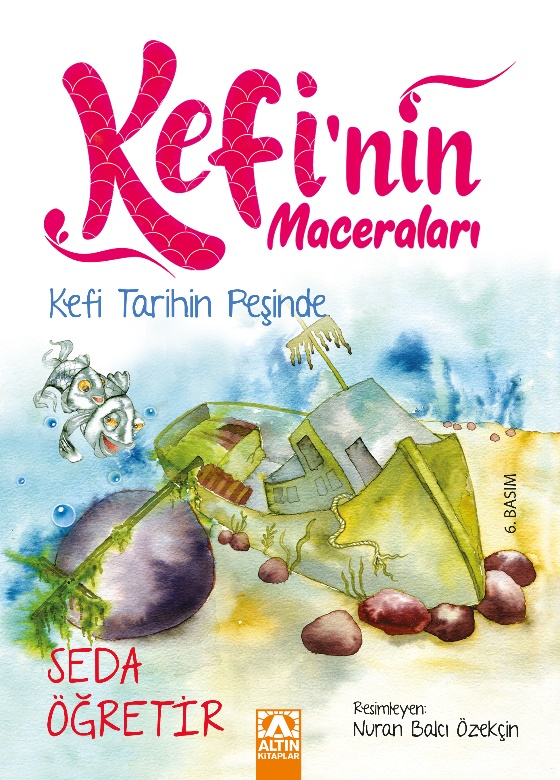 Kefi'nin
Maceraları
Kefi Tarihin Peşinde
6. BASIM
SEDA
ÖĞRETİR
Resimleyen:
Nuran Balcı Özekçin
ALTIN
KİTAPLAR